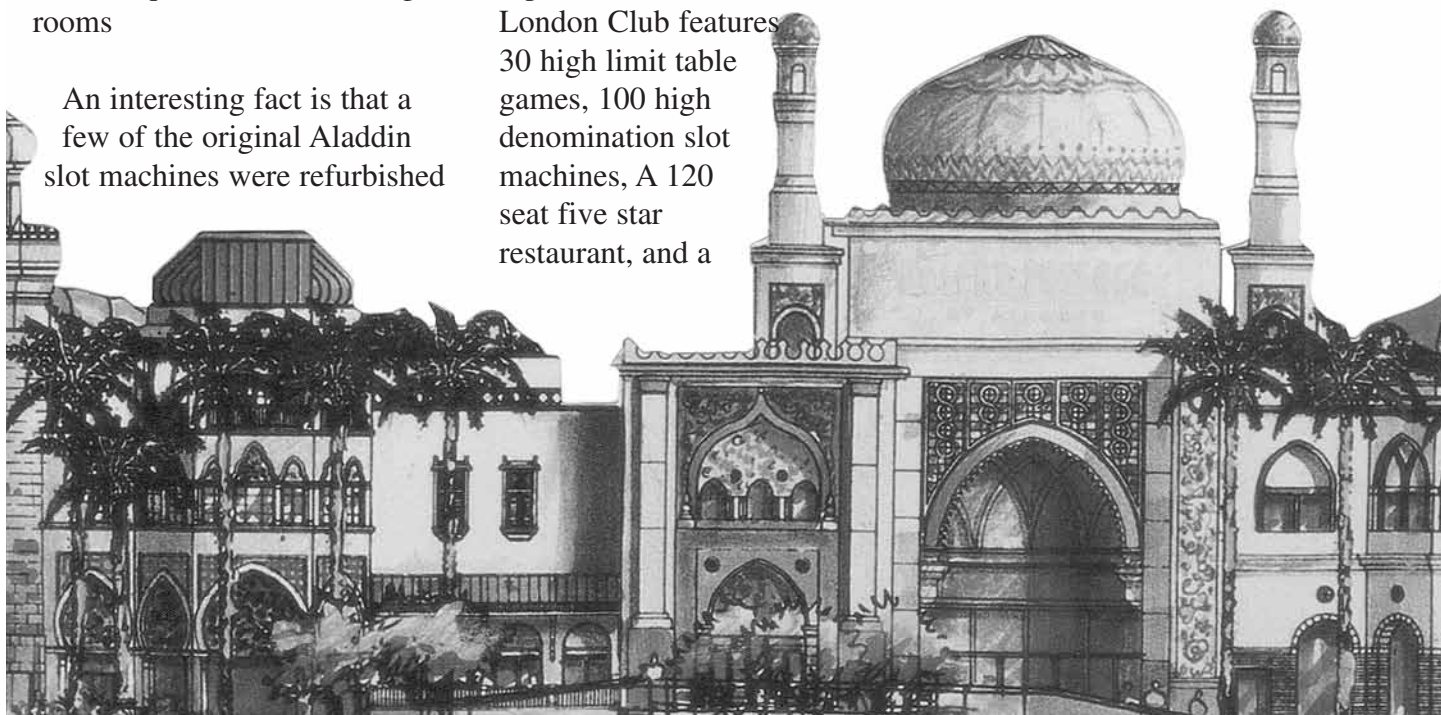 rooms
An interesting fact is that a
few of the original Aladdin
slot machines were refurbished
London Club features
30 high limit table
games, 100 high
denomination slot
machines, A 120
seat five star
restaurant, and a